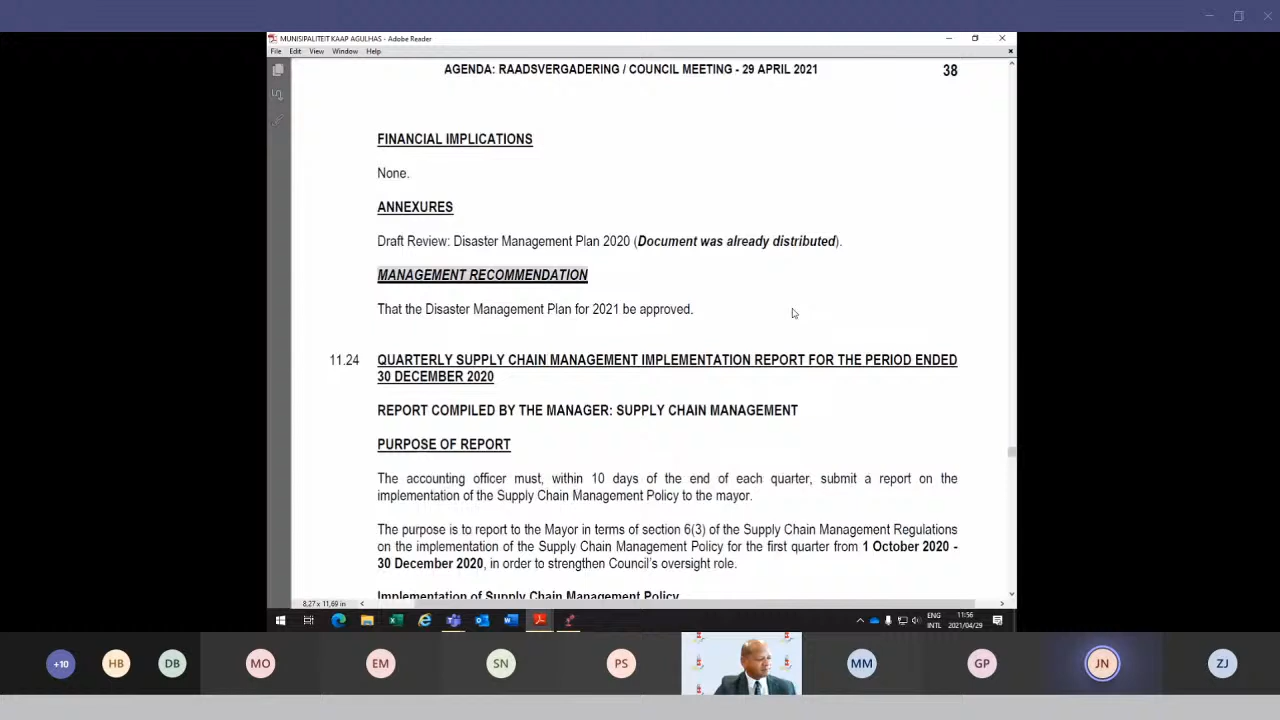 MUNISIPALITEIT KAAP AGULHAS - Adobe Reader
File Edit View Window Help
AGENDA: RAADSVERGADERING / COUNCIL MEETING - 29 APRIL 2021 38
FINANCIAL IMPLICATIONS
None.
ANNEXURES
Draft Review: Disaster Management Plan 2020 (Document was already distributed).
MANAGEMENT RECOMMENDATION
That the Disaster Management Plan for 2021 be approved.
11.24 QUARTERLY SUPPLY CHAIN MANAGEMENT IMPLEMENTATION REPORT FOR THE PERIOD ENDED
30 DECEMBER 2020
REPORT COMPILED BY THE MANAGER: SUPPLY CHAIN MANAGEMENT
PURPOSE OF REPORT
The accounting officer must, within 10 days of the end of each quarter, submit a report on the
implementation of the Supply Chain Management Policy to the mayor.
The purpose is to report to the Mayor in terms of section 6(3) of the Supply Chain Management Regulations
on the implementation of the Supply Chain Management Policy for the first quarter from 1 October 2020 -
30 December 2020, in order to strengthen Council's oversight role.
Implementation of Supply Chain Management Policy
8,27 x 11,69 in
ENG 11:56
INTL 2021/04/29
+10 HB DB MO EM SN PS MM GP JN ZJ